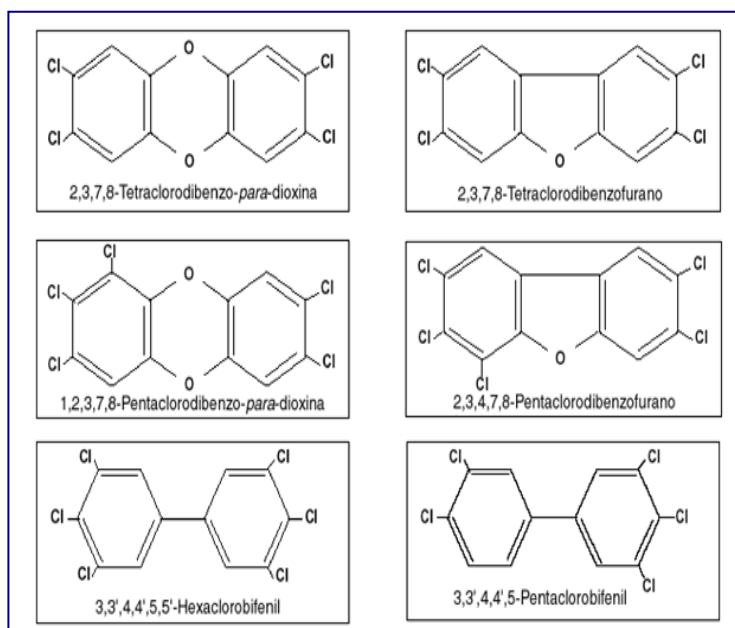 Cl O Cl
Cl O Cl
2,3,7,8-Tetraclorodibenzo-para-dioxina
Cl Cl
Cl O Cl
2,3,7,8-Tetraclorodibenzofurano
Cl
Cl O Cl
Cl O Cl
1,2,3,7,8-Pentaclorodibenzo-para-dioxina
Cl Cl
Cl O Cl
Cl
2,3,4,7,8-Pentaclorodibenzofurano
Cl Cl
Cl Cl
Cl Cl
3,3',4,4',5,5'-Hexaclorobifenil
Cl Cl
Cl Cl
Cl
3,3',4,4',5-Pentaclorobifenil